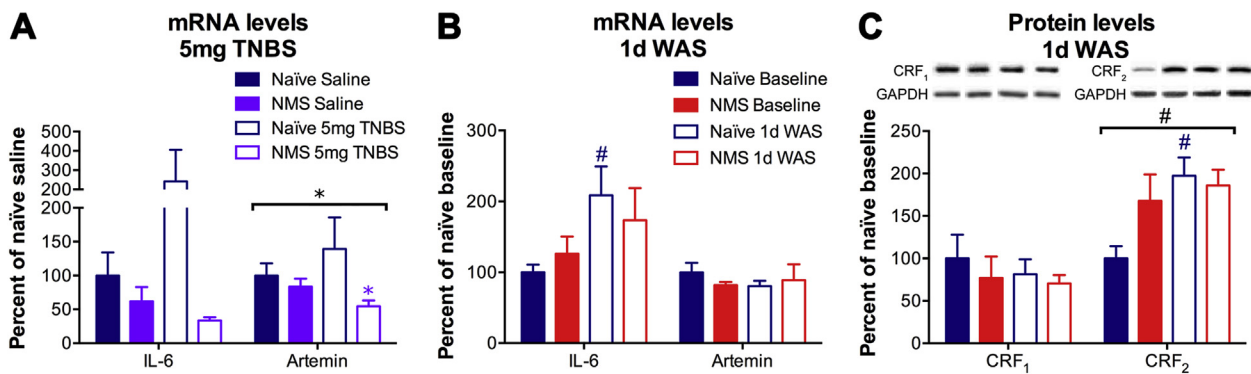 A
mRNA levels
5mg TNBS
Naïve Saline
NMS Saline
Naïve 5mg TNBS
NMS 5mg TNBS
Percent of naïve saline
500
400
300
200
150
100
50
0
*
*
IL-6
Artemin
B
mRNA levels
1d WAS
Naïve Baseline
NMS Baseline
Naïve 1d WAS
NMS 1d WAS
Percent of naïve baseline
300
200
100
0
#
IL-6
Artemin
C
Protein levels
1d WAS
CRF₁
GAPDH
CRF₂
GAPDH
Percent of naïve baseline
250
200
150
100
50
0
#
#
CRF₁
CRF₂